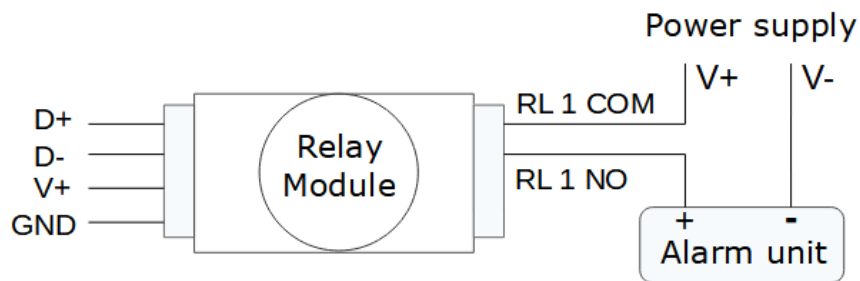 Power supply
V+ V-
RL 1 COM
D+
D-
V+
GND
Relay
Module
RL 1 NO
+ -
Alarm unit